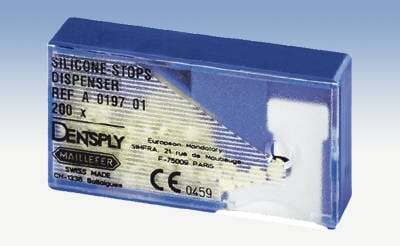 SILICONE-STOPS
DISPENSER
REF A 0197 01
200 x
DENTSPLY
MAILLEFER
SWISS MADE
CH-1338 Ballaigues
European Mandatory:
SIMFRA, 21 rue de Maubeuge
F-75009 PARIS
CE 0459